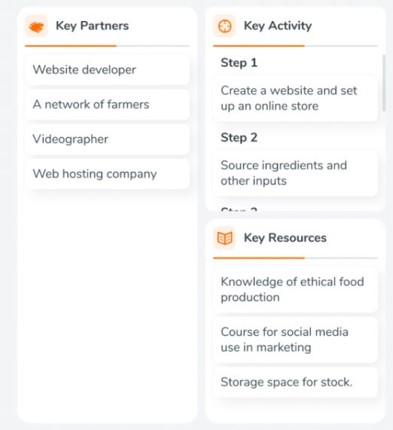 Key Partners
Website developer
A network of farmers
Videographer
Web hosting company
Key Activity
Step 1
Create a website and set
up an online store
Step 2
Source ingredients and
other inputs
Key Resources
Knowledge of ethical food
production
Course for social media
use in marketing
Storage space for stock.